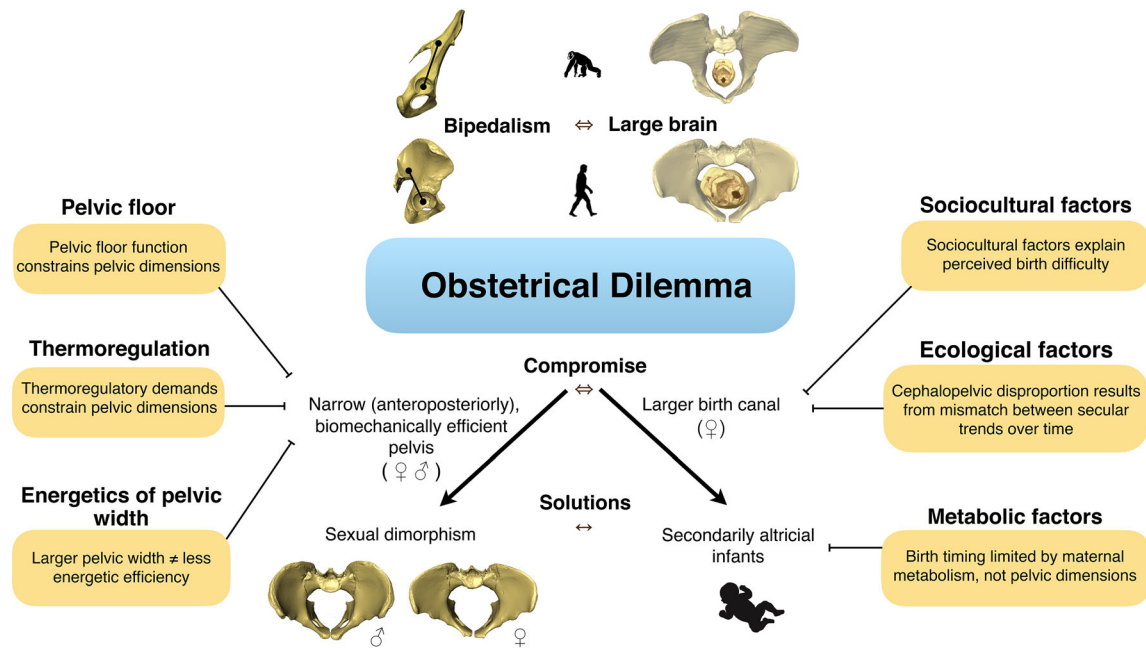 Bipedalism ⇔ Large brain
Obstetrical Dilemma
Pelvic floor
Pelvic floor function
constrains pelvic dimensions
Thermoregulation
Thermoregulatory demands
constrain pelvic dimensions
Energetics of pelvic
width
Larger pelvic width ≠ less
energetic efficiency
Compromise
⇔
Narrow (anteroposteriorly),
biomechanically efficient
pelvis
(♀♂)
Larger birth canal
(♀)
Solutions
⇔
Sexual dimorphism
♂
♀
Secondarily altricial
infants
Sociocultural factors
Sociocultural factors explain
perceived birth difficulty
Ecological factors
Cephalopelvic disproportion results
from mismatch between secular
trends over time
Metabolic factors
Birth timing limited by maternal
metabolism, not pelvic dimensions